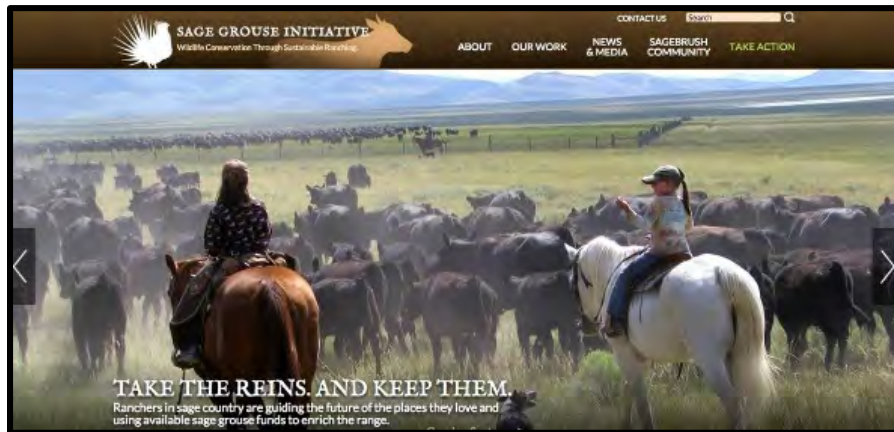 CONTACT US Search
SAGE GROUSE INITIATIVE
Wildlife Conservation Through Sustainable Ranching.
ABOUT OUR WORK NEWS & MEDIA SAGEBRUSH COMMUNITY TAKE ACTION
TAKE THE REINS. AND KEEP THEM.
Ranchers in sage country are guiding the future of the places they love and
using available sage grouse funds to enrich the range.